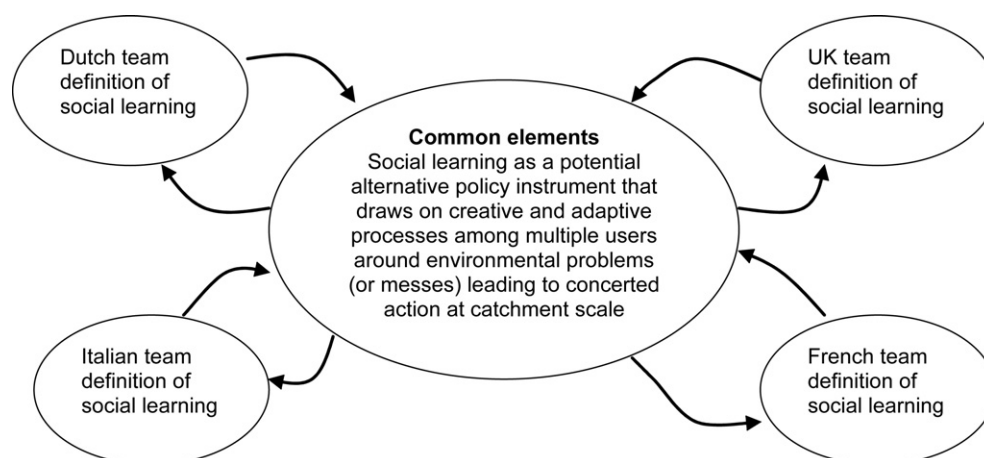 Dutch team
definition of
social learning
UK team
definition of
social learning
Common elements
Social learning as a potential
alternative policy instrument that
draws on creative and adaptive
processes among multiple users
around environmental problems
(or messes) leading to concerted
action at catchment scale
Italian team
definition of
social learning
French team
definition of
social learning